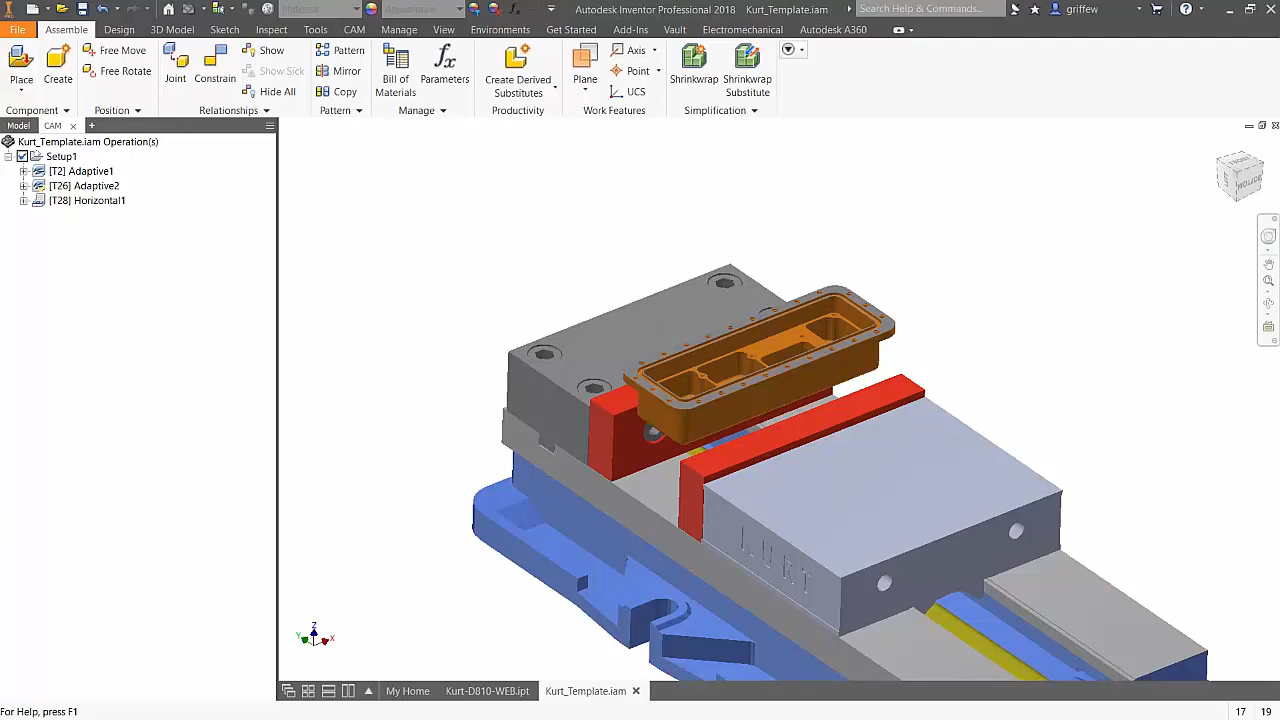 Material
Appearance
Autodesk Inventor Professional 2018 Kurt_Template.iam
Search Help & Commands...
griffew
File Assemble Design 3D Model Sketch Inspect Tools CAM Manage View Environments Get Started Add-Ins Vault Electromechanical Autodesk A360
Place
Create
Free Move
Free Rotate
Joint
Constrain
Show
Show Sick
Hide All
Pattern
Mirror
Copy
Bill of Materials
Parameters
Create Derived Substitutes
Plane
Axis
Point
UCS
Shrinkwrap
Shrinkwrap Substitute
Component Position Relationships Pattern Manage Productivity Work Features Simplification
Model CAM
Kurt_Template.iam Operation(s)
Setup1
[T2] Adaptive1
[T26] Adaptive2
[T28] Horizontal1
KURT
Z
Y
X
My Home Kurt-D810-WEB.ipt Kurt_Template.iam
For Help, press F1
17 19